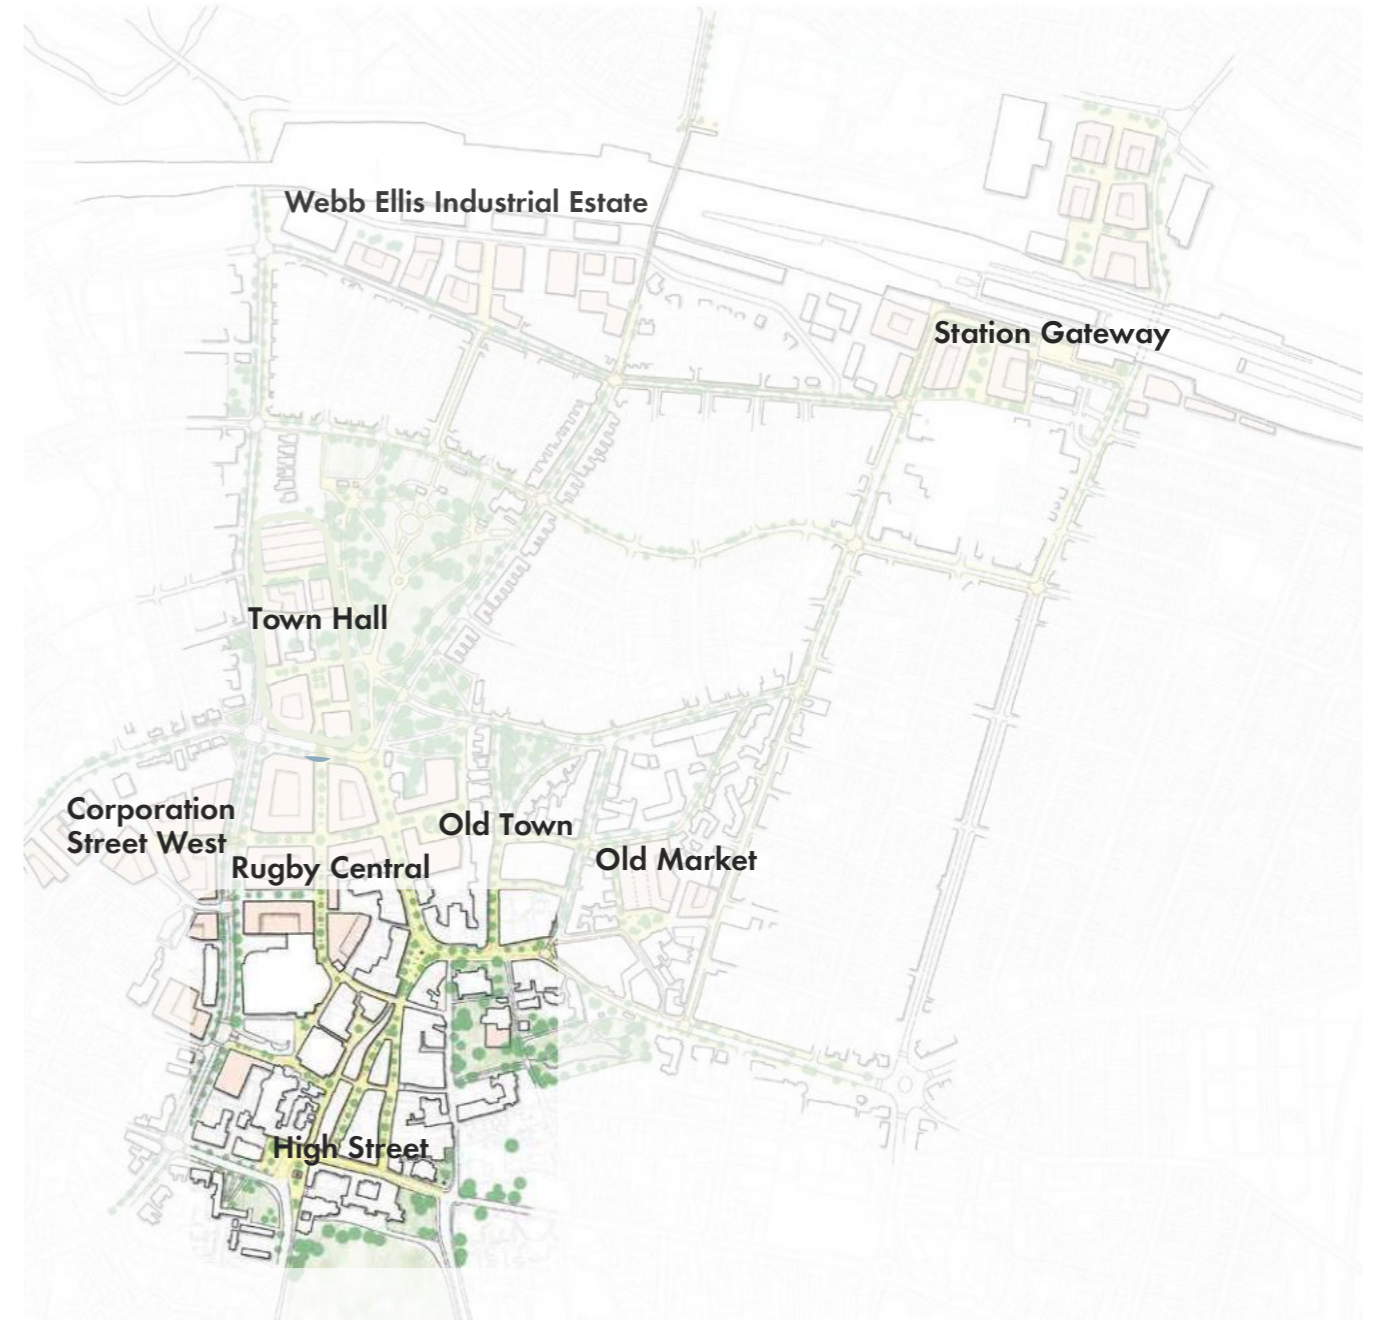 Webb Ellis Industrial Estate
Station Gateway
Town Hall
Corporation
Street West
Old Town
Rugby Central
Old Market
High Street